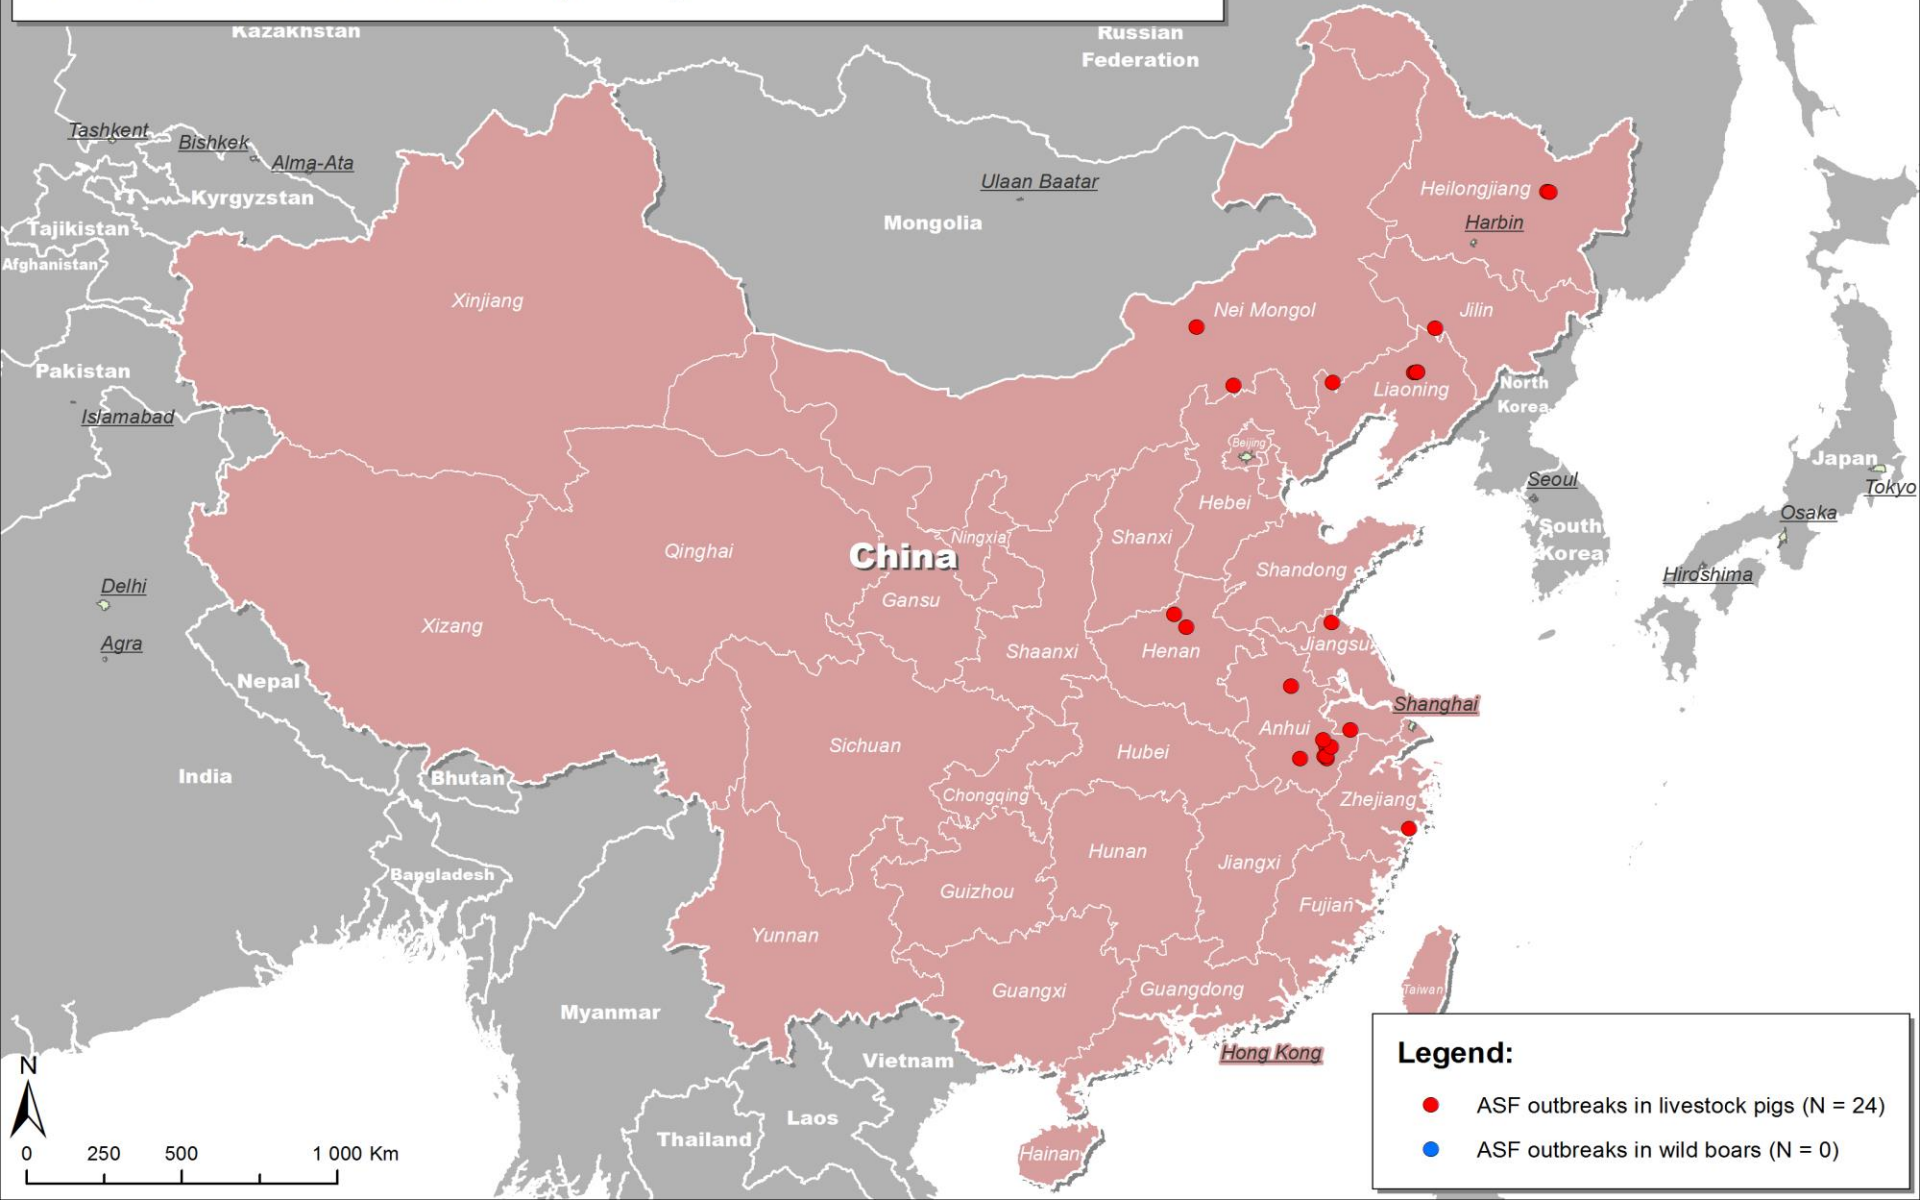 Kazakhstan
Russian
Federation
Tashkent
Bishkek
Alma-Ata
Ulaan Baatar
Heilongjiang
Kyrgyzstan
Mongolia
Harbin
Tajikistan
Afghanistan
Xinjiang
Nei Mongol
Jilin
Pakistan
Liaoning
North
Korea
Islamabad
Beijing
Japan
Seoul
Tokyo
Hebei
Osaka
South
Korea
Shanxi
Ningxia
Qinghai
China
Shandong
Hiroshima
Delhi
Gansu
Xizang
Agra
Shaanxi
Henan
Jiangsu
Nepal
Shanghai
Anhui
Sichuan
Hubei
India
Bhutan
Chongqing
Zhejiang
Hunan
Jiangxi
Bangladesh
Guizhou
Fujian
Yunnan
Guangxi
Guangdong
Taiwan
Myanmar
Hong Kong
Vietnam
Laos
Thailand
Hainan
N
0 250 500 1 000 Km
Legend:
ASF outbreaks in livestock pigs (N = 24)
ASF outbreaks in wild boars (N = 0)